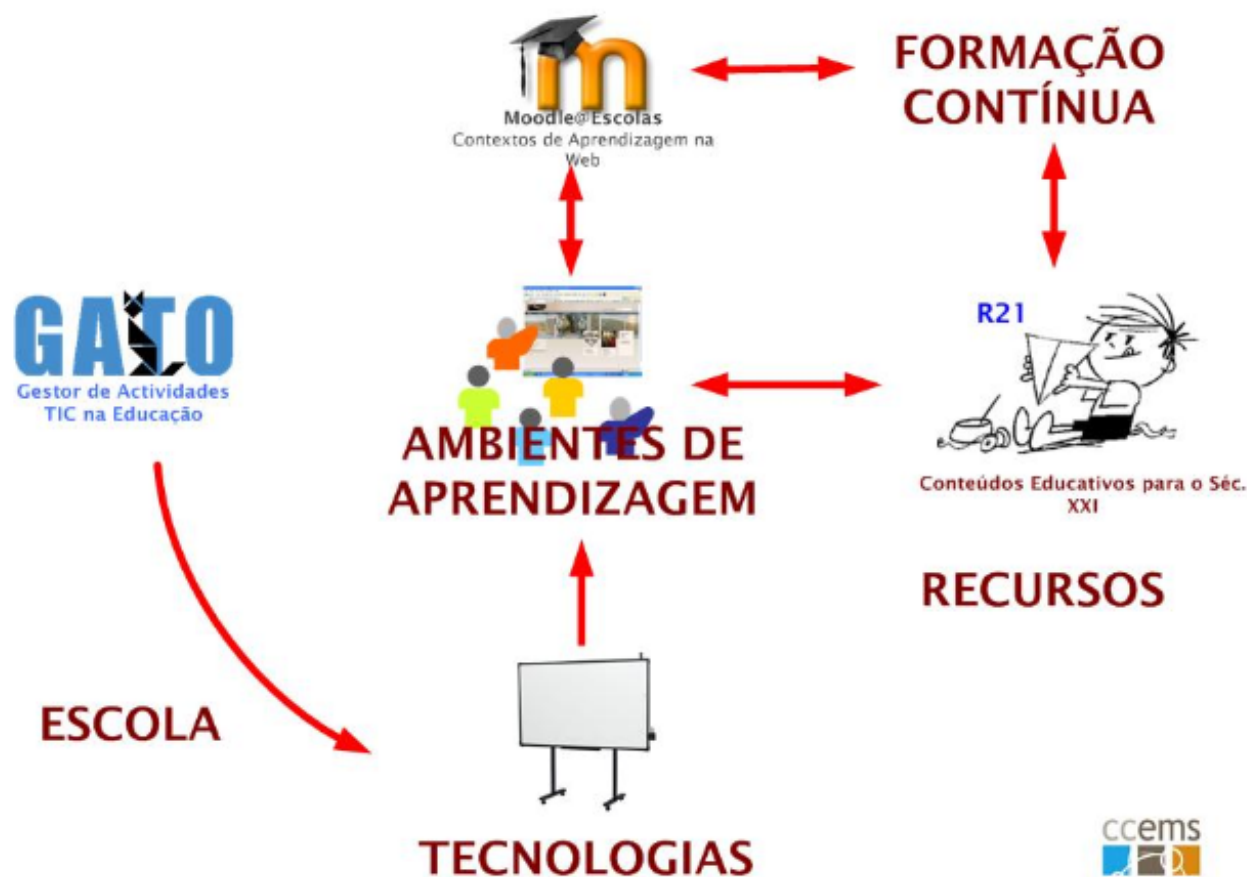 m
Moodle@Escolas
Contextos de Aprendizagem na
Web
FORMAÇÃO
CONTÍNUA
GATO
Gestor de Actividades
TIC na Educação
AMBIENTES DE
APRENDIZAGEM
R21
Conteúdos Educativos para o Séc.
XXI
RECURSOS
ESCOLA
TECNOLOGIAS
ccems